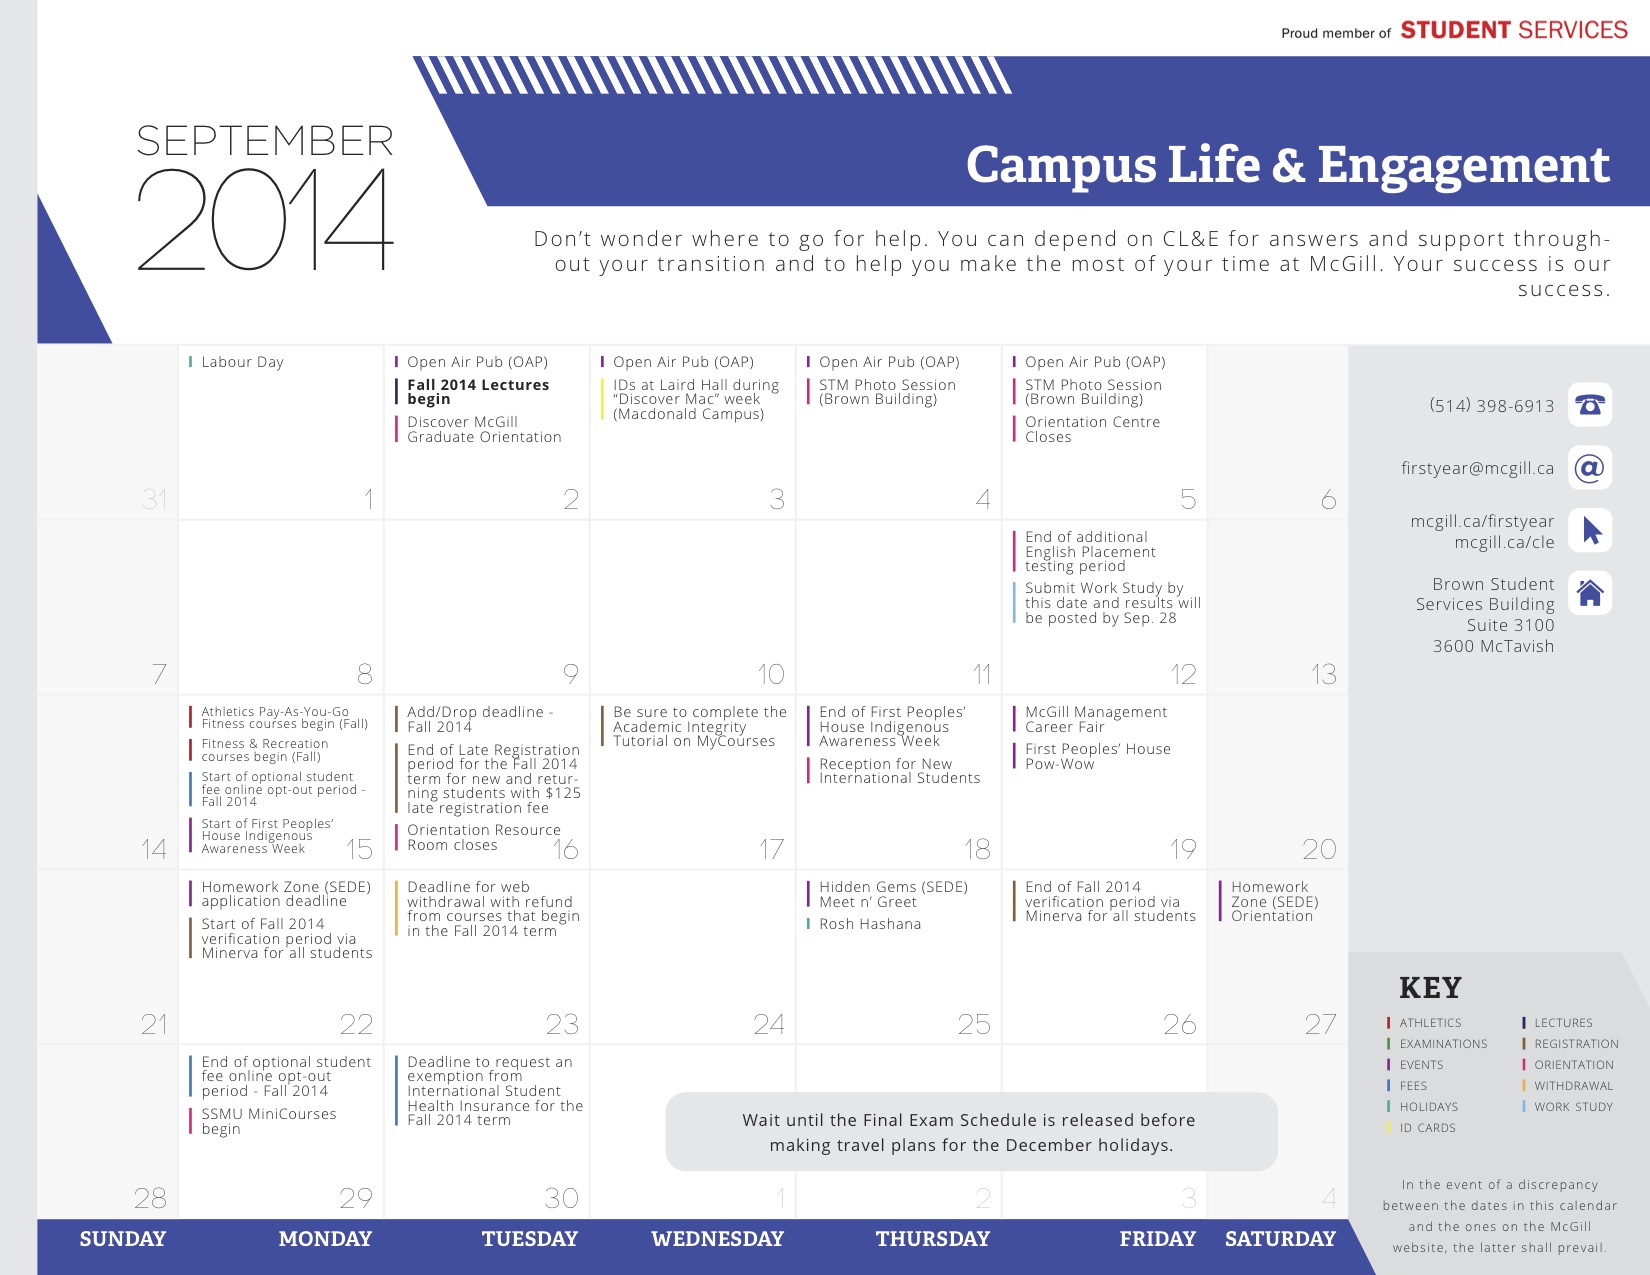 Proud member of STUDENT SERVICES
SEPTEMBER
2014
Campus Life & Engagement
Don’t wonder where to go for help. You can depend on CL&E for answers and support through-
out your transition and to help you make the most of your time at McGill. Your success is our
success.
31
Labour Day
1
Open Air Pub (OAP)
Fall 2014 Lectures
begin
Discover McGill
Graduate Orientation
2
Open Air Pub (OAP)
IDs at Laird Hall during
“Discover Mac” week
(Macdonald Campus)
3
Open Air Pub (OAP)
STM Photo Session
(Brown Building)
4
Open Air Pub (OAP)
STM Photo Session
(Brown Building)
Orientation Centre
Closes
5
6
7
8
9
10
11
End of additional
English Placement
testing period
Submit Work Study by
this date and results will
be posted by Sep. 28
12
13
14
Athletics Pay-As-You-Go
Fitness courses begin (Fall)
Fitness & Recreation
courses begin (Fall)
Start of optional student
fee online opt-out period -
Fall 2014
Start of First Peoples’
House Indigenous
Awareness Week
15
Add/Drop deadline -
Fall 2014
End of Late Registration
period for the Fall 2014
term for new and retur-
ning students with $125
late registration fee
Orientation Resource
Room closes
16
Be sure to complete the
Academic Integrity
Tutorial on MyCourses
17
End of First Peoples’
House Indigenous
Awareness Week
Reception for New
International Students
18
McGill Management
Career Fair
First Peoples’ House
Pow-Wow
19
20
21
Homework Zone (SEDE)
application deadline
Start of Fall 2014
verification period via
Minerva for all students
22
Deadline for web
withdrawal with refund
from courses that begin
in the Fall 2014 term
23
24
Hidden Gems (SEDE)
Meet n’ Greet
Rosh Hashana
25
End of Fall 2014
verification period via
Minerva for all students
26
Homework
Zone (SEDE)
Orientation
27
28
End of optional student
fee online opt-out
period - Fall 2014
SSMU MiniCourses
begin
29
Deadline to request an
exemption from
International Student
Health Insurance for the
Fall 2014 term
30
Wait until the Final Exam Schedule is released before
making travel plans for the December holidays.
1
2
3
4
SUNDAY
MONDAY
TUESDAY
WEDNESDAY
THURSDAY
FRIDAY
SATURDAY
(514) 398-6913
firstyear@mcgill.ca
@
mcgill.ca/firstyear
mcgill.ca/cle
Brown Student
Services Building
Suite 3100
3600 McTavish
KEY
ATHLETICS
EXAMINATIONS
EVENTS
FEES
HOLIDAYS
ID CARDS
LECTURES
REGISTRATION
ORIENTATION
WITHDRAWAL
WORK STUDY
In the event of a discrepancy
between the dates in this calendar
and the ones on the McGill
website, the latter shall prevail.